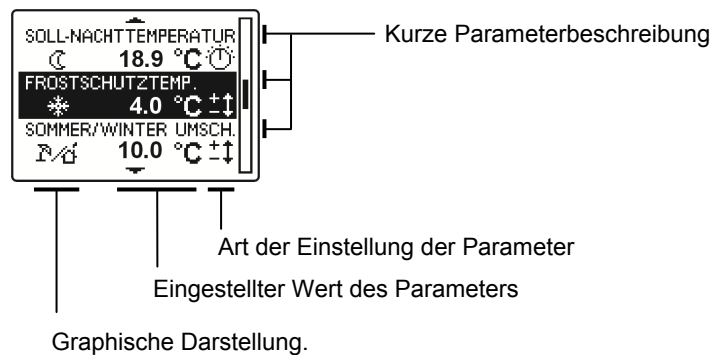 SOLL-NACHTTEMPERATUR
18.9 °C
FROSTSCHUTZTEMP.
4.0 °C ±
SOMMER/WINTER UMSCH.
10.0 °C ±
Kurze Parameterbeschreibung
Art der Einstellung der Parameter
Eingestellter Wert des Parameters
Graphische Darstellung.